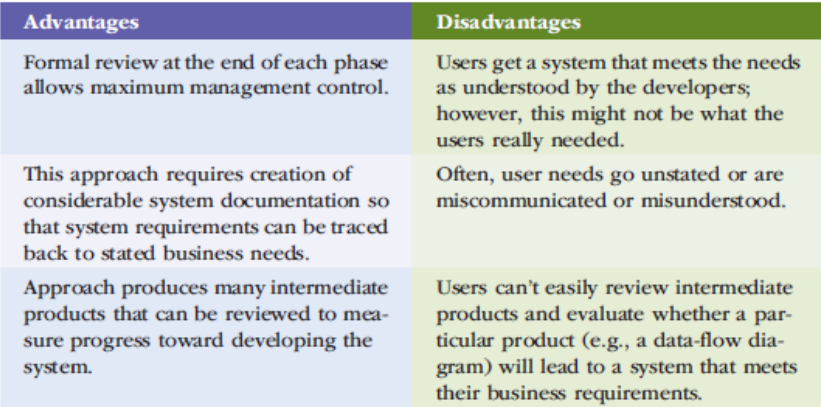 Advantages
Disadvantages
Formal review at the end of each phase
allows maximum management control.
Users get a system that meets the needs
as understood by the developers;
however, this might not be what the
users really needed.
This approach requires creation of
considerable system documentation so
that system requirements can be traced
back to stated business needs.
Often, user needs go unstated or are
miscommunicated or misunderstood.
Approach produces many intermediate
products that can be reviewed to mea-
sure progress toward developing the
system.
Users can't easily review intermediate
products and evaluate whether a par-
ticular product (e.g., a data-flow dia-
gram) will lead to a system that meets
their business requirements.